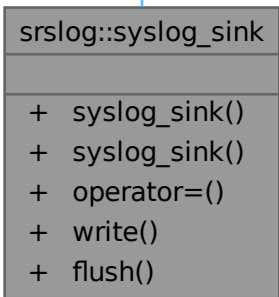 srslog::syslog_sink
+ syslog_sink()
+ syslog_sink()
+ operator=()
+ write()
+ flush()